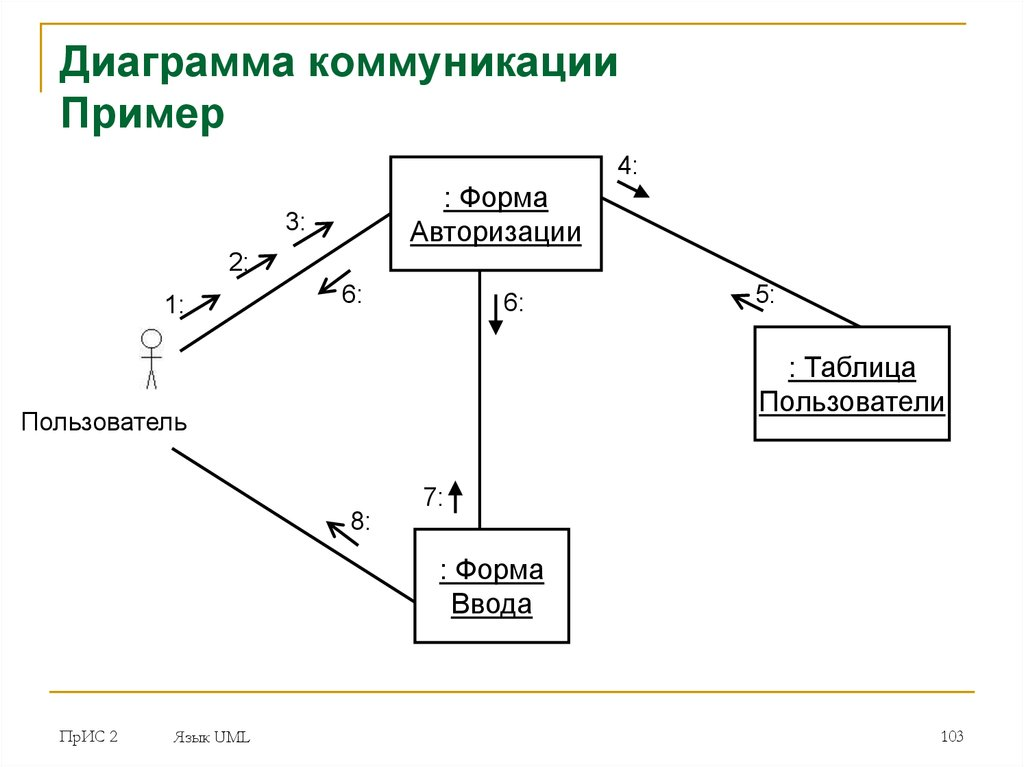 Диаграмма коммуникации
Пример
4:
: Форма
Авторизации
3:
2:
1:
6:
6:
5:
: Таблица
Пользователи
Пользователь
7:
8:
: Форма
Ввода
ПрИС 2 Язык UML 103